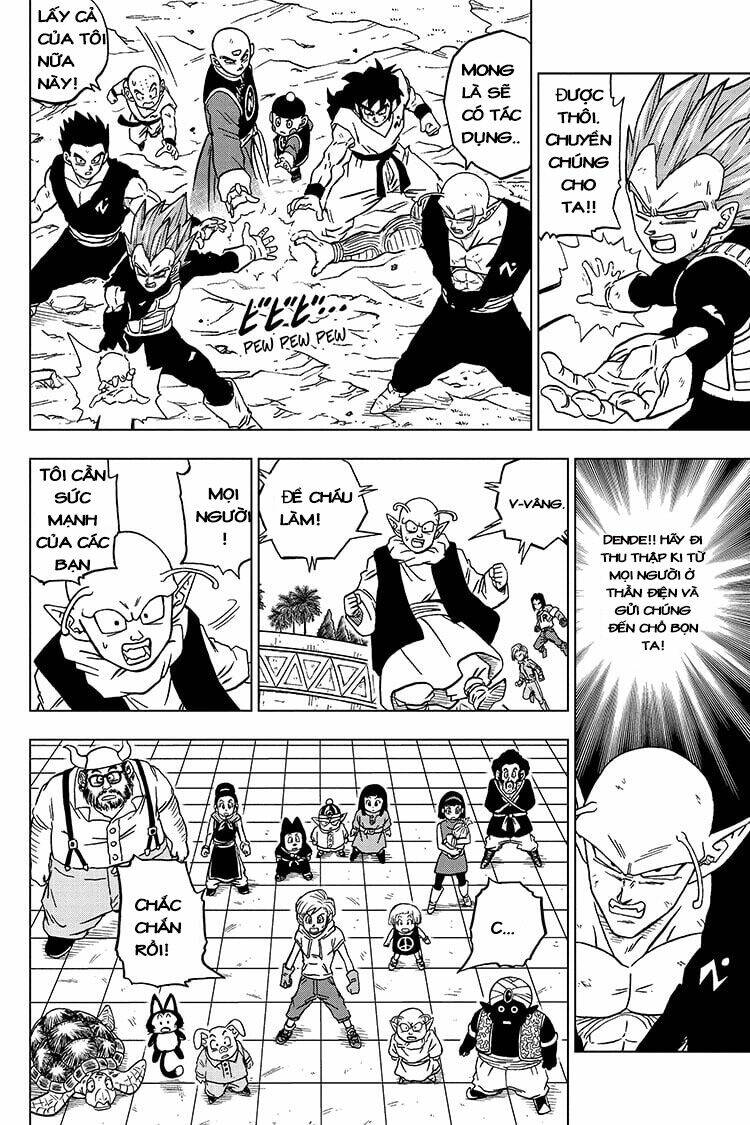 ĐƯỢC
THÔI.
CHUYỀN
CHÚNG
CHO
TA!!
MONG
LÀ SẼ
CÓ TÁC
DỤNG..
LẤY CẢ
CỦA TÔI
NỮA
NÀY!
ビビビ…
PEW PEW PEW
DENDE!! HÃY ĐI
THU THẬP KI TỪ
MỌI NGƯỜI Ở
THẦN ĐIỆN VÀ
GỬI CHÚNG
ĐẾN CHỖ BỌN
TA!
V-VÂNG.
ĐỂ CHÁU
LÀM!
MỌI
NGƯỜI
!
TÔI CẦN
SỨC
MẠNH
CỦA CÁC
BẠN
C...
CHẮC
CHẮN
RỒI!